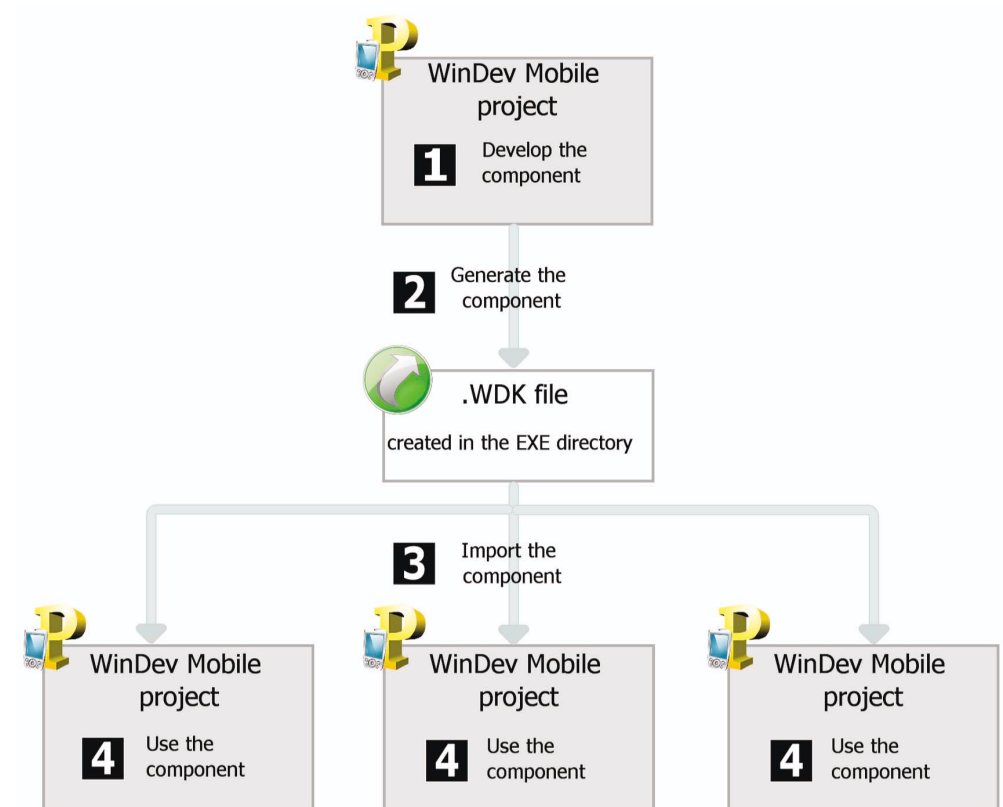 WinDev Mobile
project
1 Develop the
component
2 Generate the
component
.WDK file
created in the EXE directory
3 Import the
component
WinDev Mobile
project
4 Use the
component
WinDev Mobile
project
4 Use the
component
WinDev Mobile
project
4 Use the
component